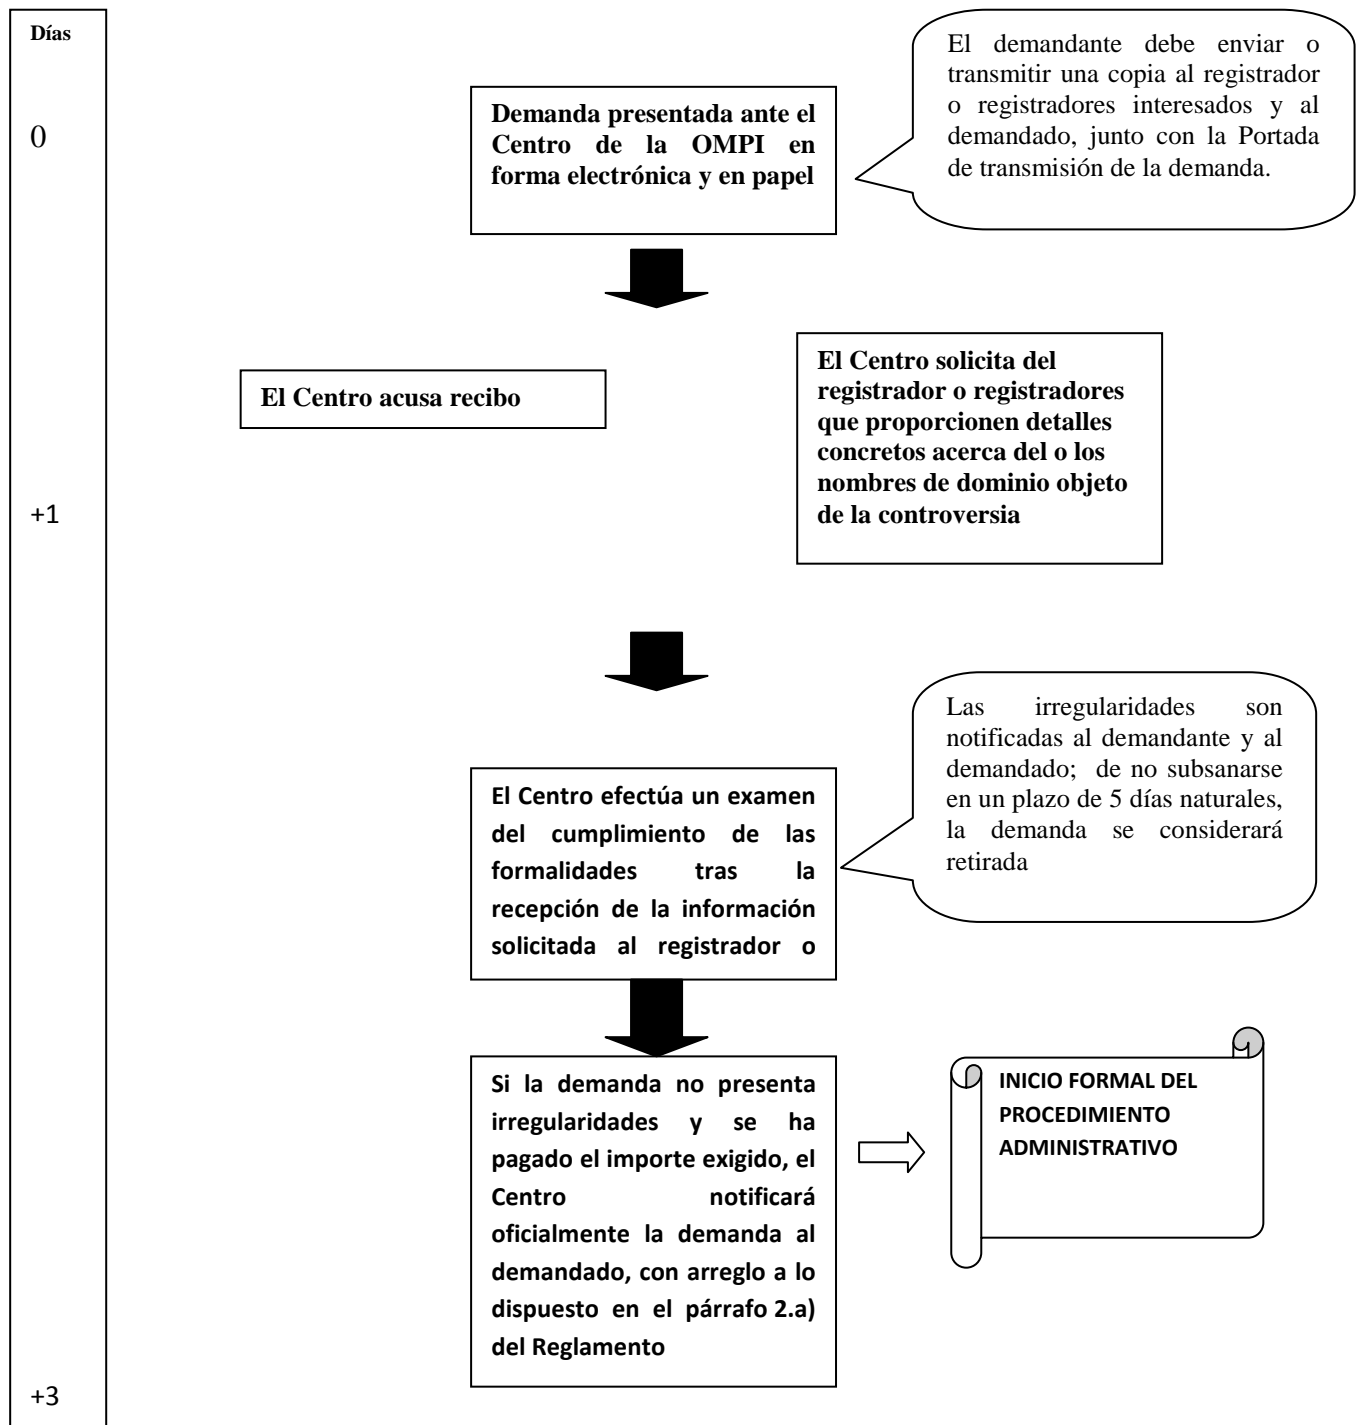 Días
0
Demanda presentada ante el
Centro de la OMPI en
forma electrónica y en papel
El demandante debe enviar o
transmitir una copia al registrador
o registradores interesados y al
demandado, junto con la Portada
de transmisión de la demanda.
El Centro acusa recibo
El Centro solicita del
registrador o registradores
que proporcionen detalles
concretos acerca del o los
nombres de dominio objeto
de la controversia
+1
El Centro efectúa un examen
del cumplimiento de las
formalidades tras la
recepción de la información
solicitada al registrador o
Las irregularidades son
notificadas al demandante y al
demandado; de no subsanarse
en un plazo de 5 días naturales,
la demanda se considerará
retirada
Si la demanda no presenta
irregularidades y se ha
pagado el importe exigido, el
Centro notificará
oficialmente la demanda al
demandado, con arreglo a lo
dispuesto en el párrafo 2.a)
del Reglamento
INICIO FORMAL DEL
PROCEDIMIENTO
ADMINISTRATIVO
+3